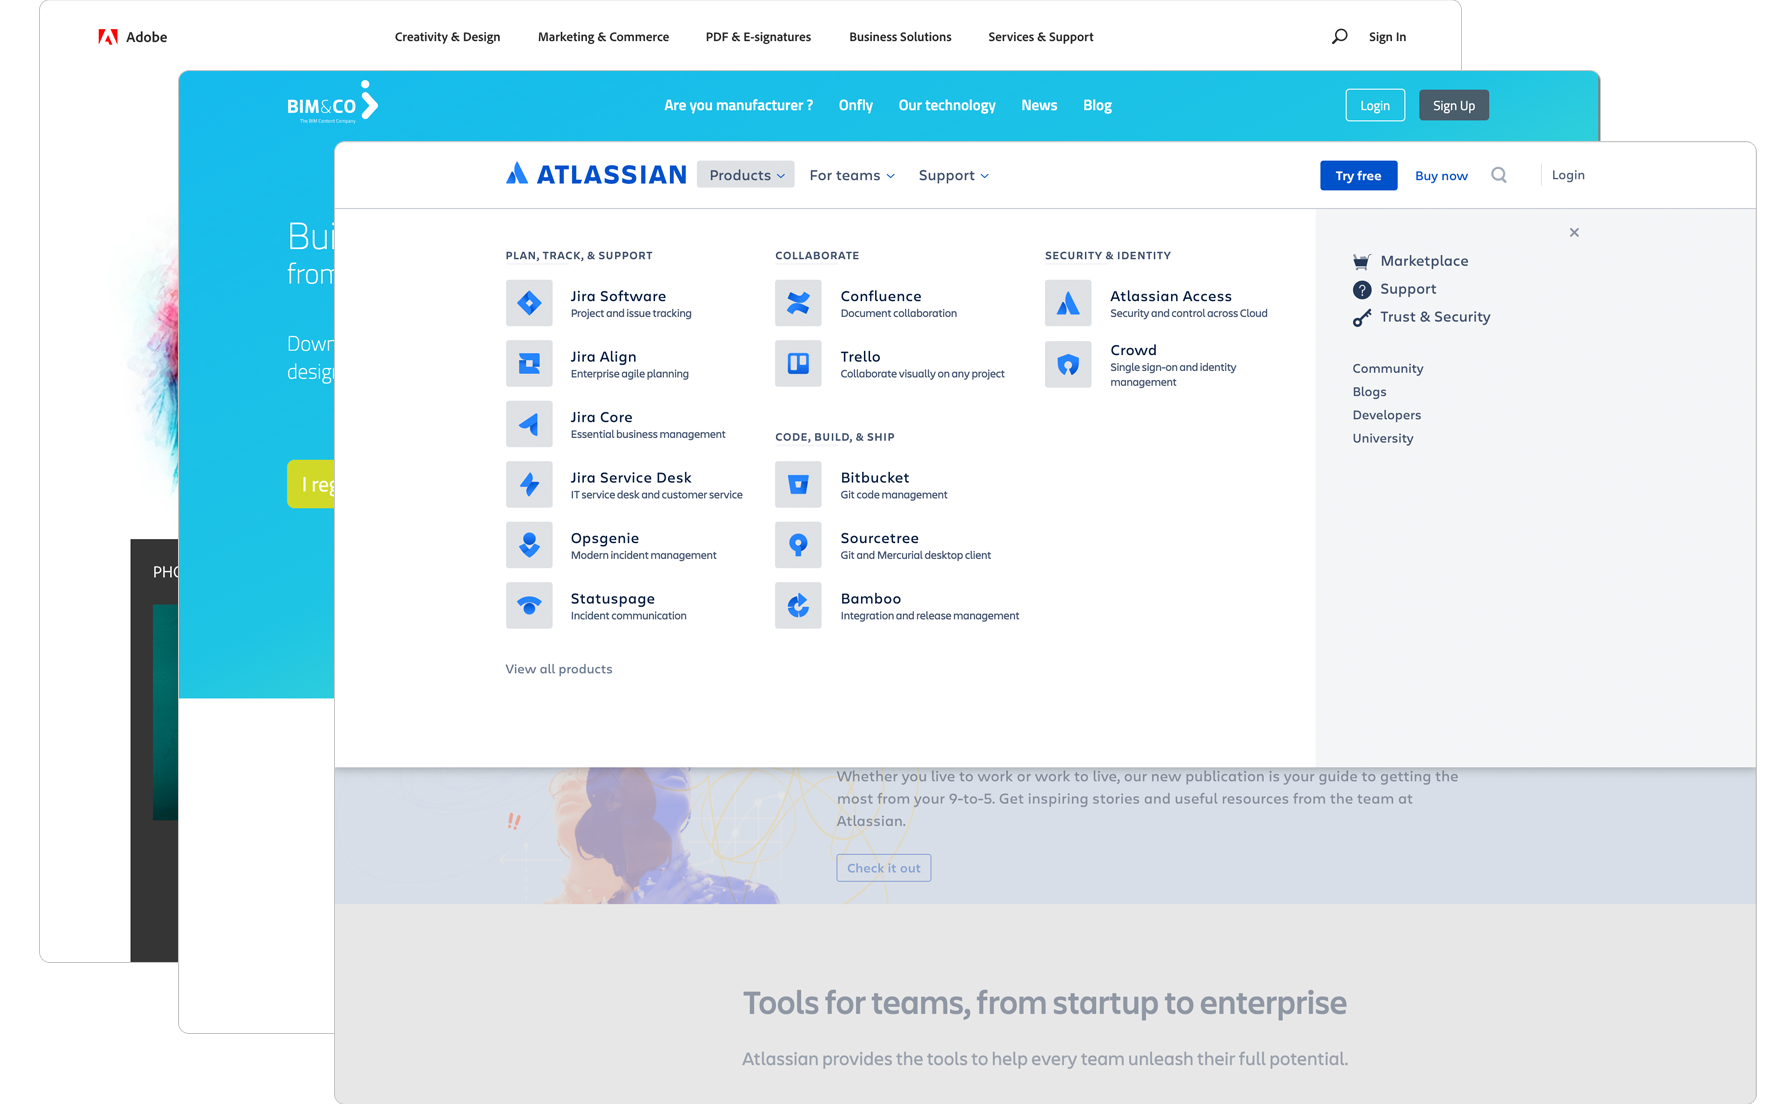 Adobe
Creativity & Design
Marketing & Commerce
PDF & E-signatures
Business Solutions
Services & Support
Sign In
BIM&CO
The BIM Content Company
Are you manufacturer ?
Onfly
Our technology
News
Blog
Login
Sign Up
ATLASSIAN
Products
For teams
Support
Try free
Buy now
Login
PLAN, TRACK, & SUPPORT
Jira Software
Project and issue tracking
Jira Align
Enterprise agile planning
Jira Core
Essential business management
Jira Service Desk
IT service desk and customer service
Opsgenie
Modern incident management
Statuspage
Incident communication
View all products
COLLABORATE
Confluence
Document collaboration
Trello
Collaborate visually on any project
CODE, BUILD, & SHIP
Bitbucket
Git code management
Sourcetree
Git and Mercurial desktop client
Bamboo
Integration and release management
SECURITY & IDENTITY
Atlassian Access
Security and control across Cloud
Crowd
Single sign-on and identity
management
Marketplace
Support
Trust & Security
Community
Blogs
Developers
University
Bui
from
Down
desig
I reg
PHO
Whether you live to work or work to live, our new publication is your guide to getting the
most from your 9-to-5. Get inspiring stories and useful resources from the team at
Atlassian.
Check it out
Tools for teams, from startup to enterprise
Atlassian provides the tools to help every team unleash their full potential.